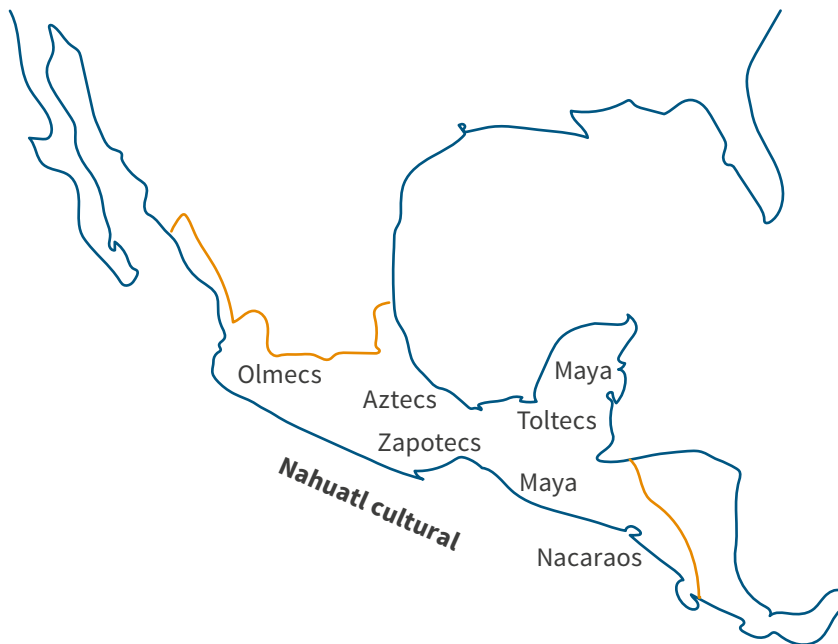 Olmecs
Maya
Aztecs
Toltecs
Zapotecs
Nahuatl cultural
Maya
Nacaraos